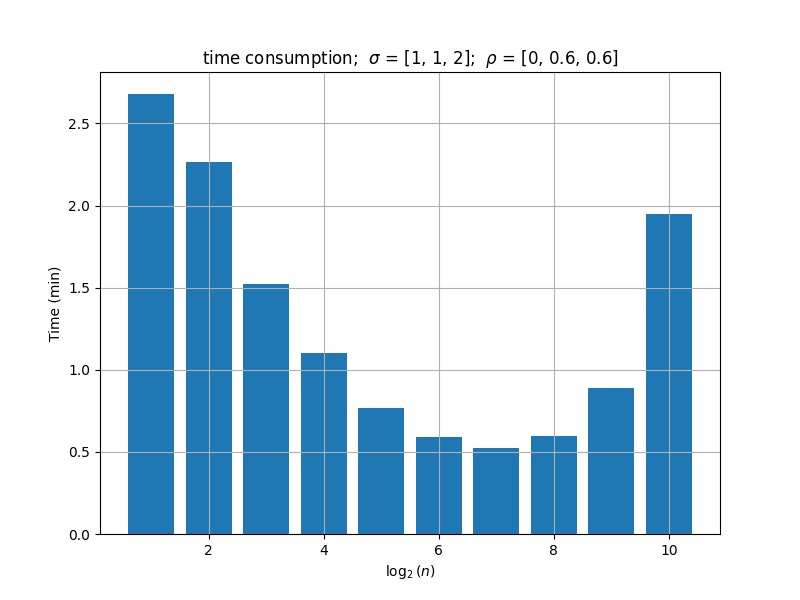 time consumption;  σ = [1, 1, 2];  ρ = [0, 0.6, 0.6]
2.5
2.0
1.5
1.0
0.5
0.0
Time (min)
2 4 6 8 10
log₂(n)